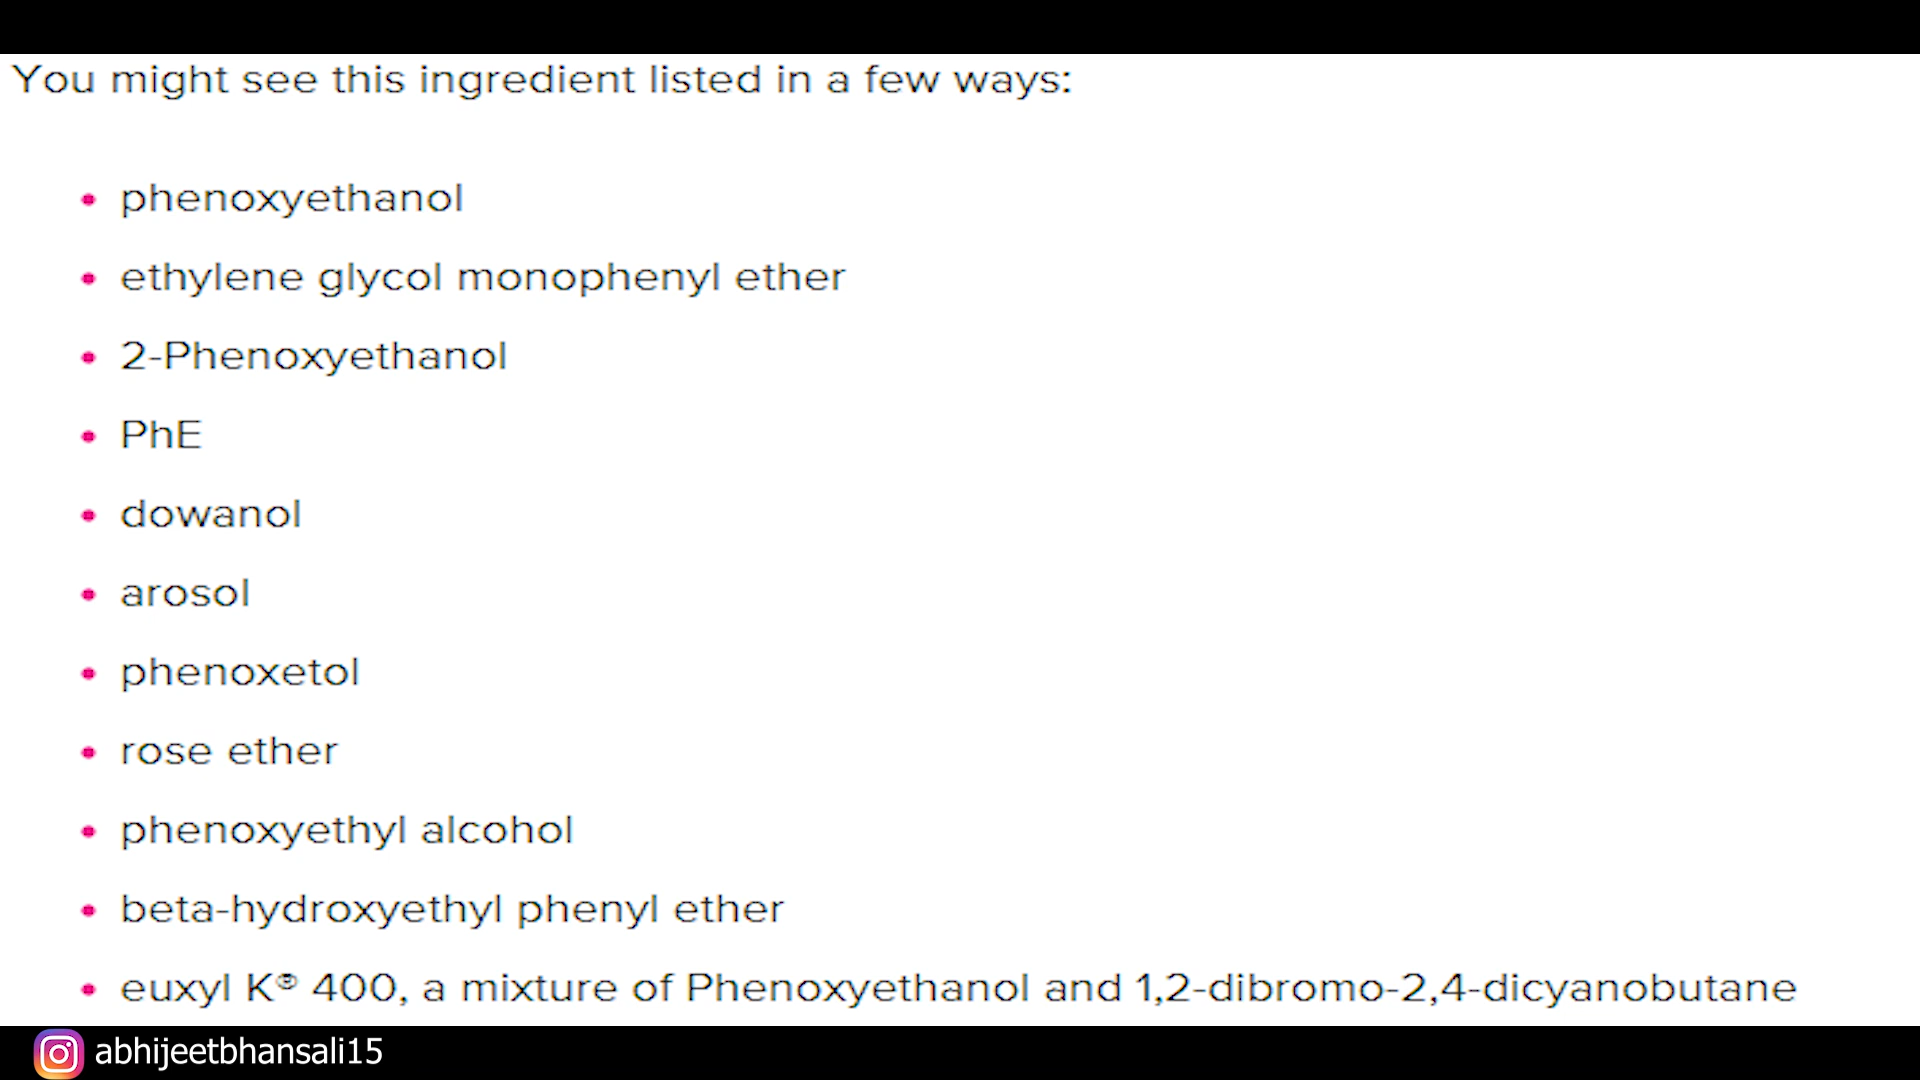 You might see this ingredient listed in a few ways:
• phenoxyethanol
• ethylene glycol monophenyl ether
• 2-Phenoxyethanol
• PhE
• dowanol
• arosol
• phenoxetol
• rose ether
• phenoxyethyl alcohol
• beta-hydroxyethyl phenyl ether
• euxyl K® 400, a mixture of Phenoxyethanol and 1,2-dibromo-2,4-dicyanobutane
abhijeetbhansali15